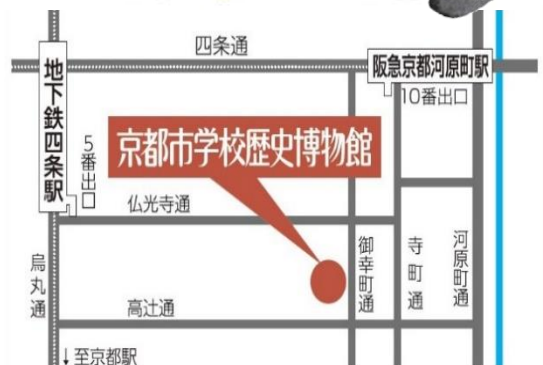 四条通
阪急京都河原町駅
10番出口
地下鉄四条駅
5番出口
京都市学校歴史博物館
仏光寺通
烏丸通
御幸町通
寺町通
河原町通
高辻通
↓至京都駅